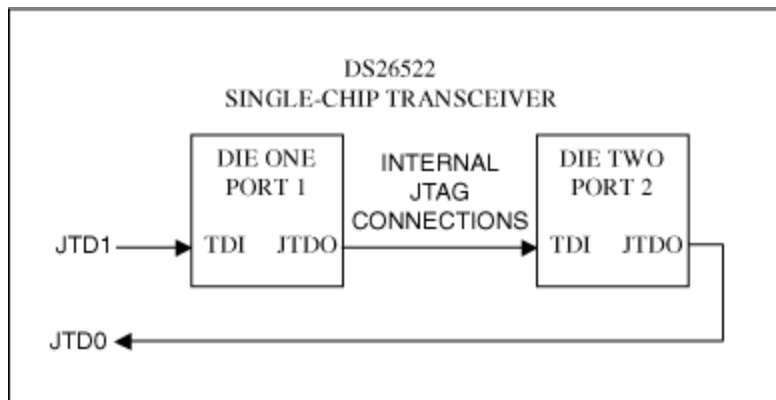 DS26522
SINGLE-CHIP TRANSCEIVER
DIE ONE
PORT 1
INTERNAL
JTAG
CONNECTIONS
DIE TWO
PORT 2
JTD1
TDI JTDO
TDI JTDO
JTD0